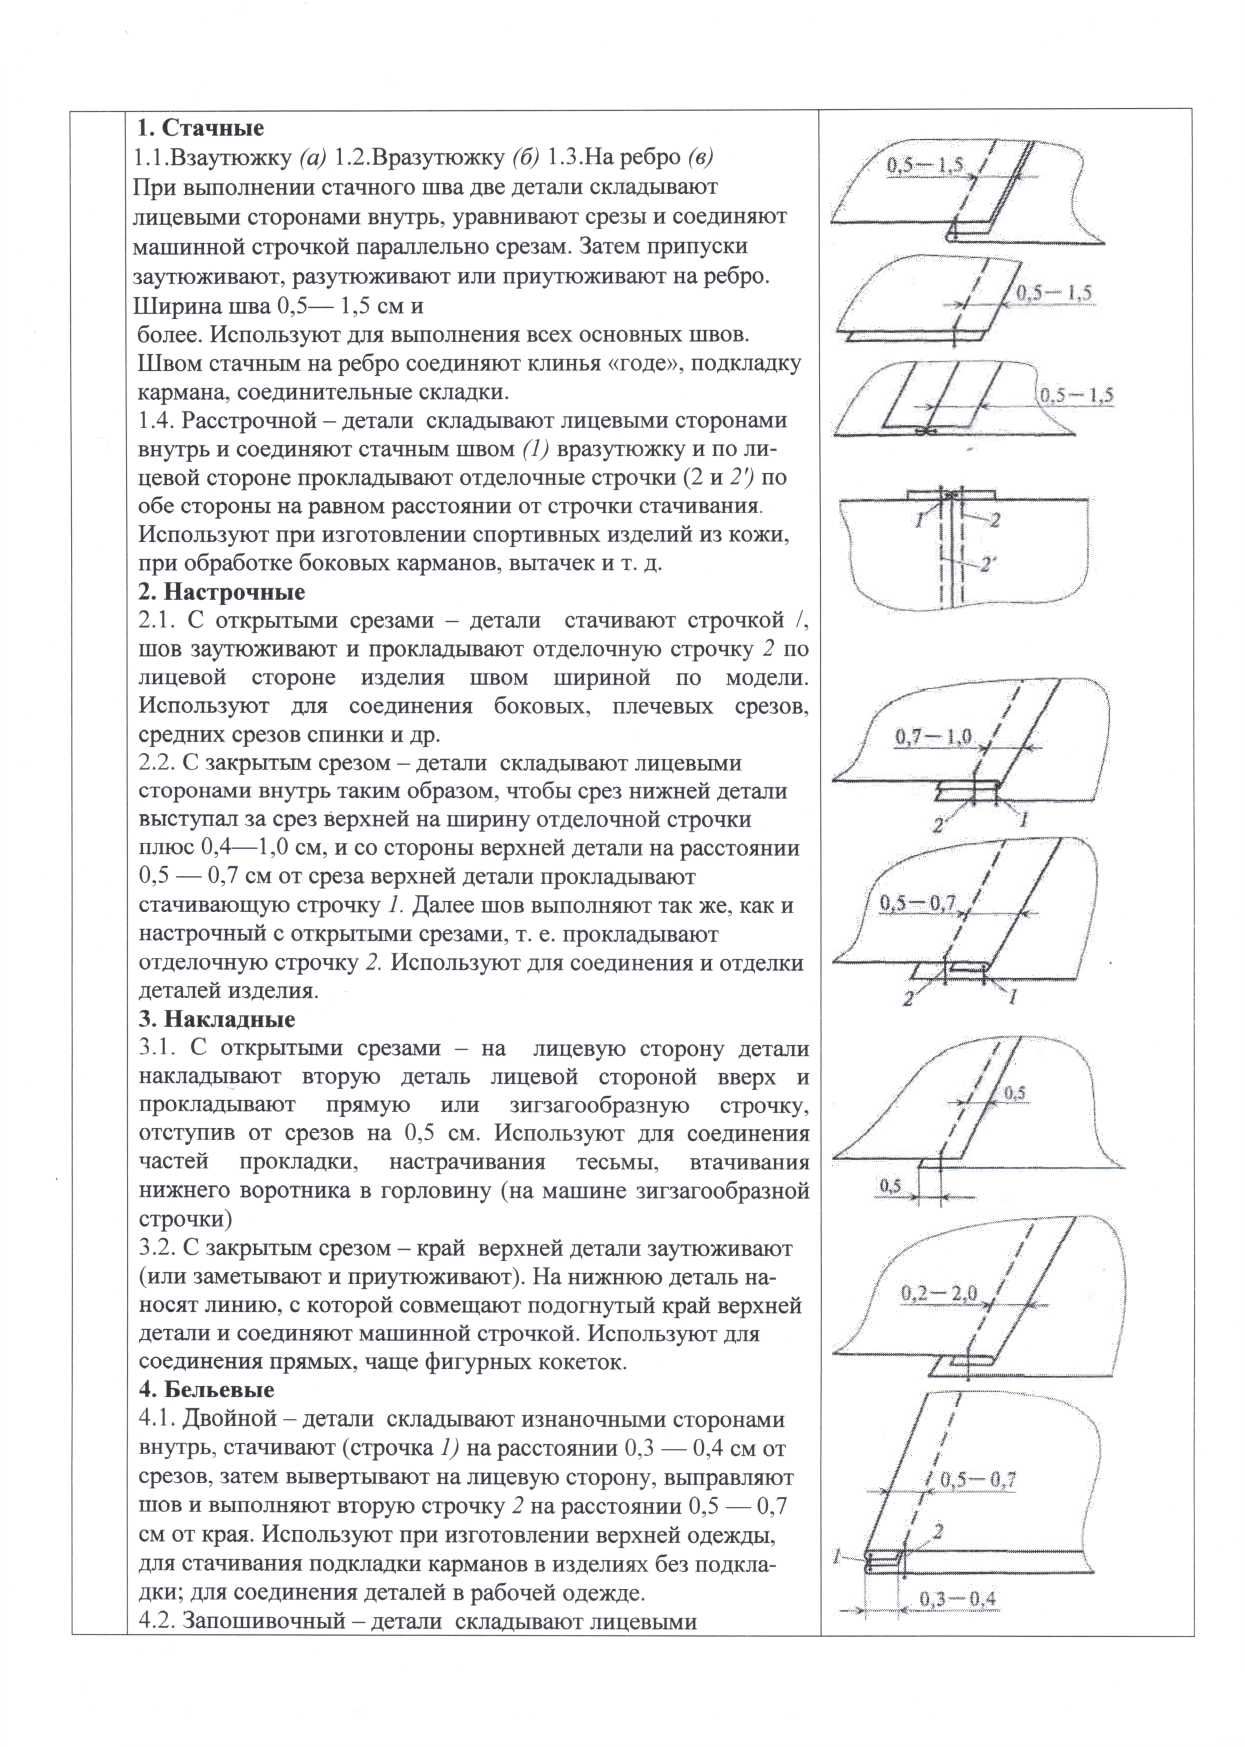 1. Стачные
1.1.Взаутюжку (а) 1.2.Вразутюжку (б) 1.3.На ребро (в)
При выполнении стачного шва две детали складывают
лицевыми сторонами внутрь, уравнивают срезы и соединяют
машинной строчкой параллельно срезам. Затем припуски
заутюживают, разутюживают или приутюживают на ребро.
Ширина шва 0,5— 1,5 см и
более. Используют для выполнения всех основных швов.
Швом стачным на ребро соединяют клинья «годе», подкладку
кармана, соединительные складки.
1.4. Расстрочной – детали складывают лицевыми сторонами
внутрь и соединяют стачным швом (1) вразутюжку и по ли-
цевой стороне прокладывают отделочные строчки (2 и 2') по
обе стороны на равном расстоянии от строчки стачивания.
Используют при изготовлении спортивных изделий из кожи,
при обработке боковых карманов, вытачек и т. д.
2. Настрочные
2.1. С открытыми срезами – детали стачивают строчкой /,
шов заутюживают и прокладывают отделочную строчку 2 по
лицевой стороне изделия швом шириной по модели.
Используют для соединения боковых, плечевых срезов,
средних срезов спинки и др.
2.2. С закрытым срезом – детали складывают лицевыми
сторонами внутрь таким образом, чтобы срез нижней детали
выступал за срез верхней на ширину отделочной строчки
плюс 0,4—1,0 см, и со стороны верхней детали на расстоянии
0,5 — 0,7 см от среза верхней детали прокладывают
стачивающую строчку 1. Далее шов выполняют так же, как и
настрочный с открытыми срезами, т. е. прокладывают
отделочную строчку 2. Используют для соединения и отделки
деталей изделия.
3. Накладные
3.1. С открытыми срезами – на лицевую сторону детали
накладывают вторую деталь лицевой стороной вверх и
прокладывают прямую или зигзагообразную строчку,
отступив от срезов на 0,5 см. Используют для соединения
частей прокладки, настрачивания тесьмы, втачивания
нижнего воротника в горловину (на машине зигзагообразной
строчки)
3.2. С закрытым срезом – край верхней детали заутюживают
(или заметывают и приутюживают). На нижнюю деталь на-
носят линию, с которой совмещают подогнутый край верхней
детали и соединяют машинной строчкой. Используют для
соединения прямых, чаще фигурных кокеток.
4. Бельевые
4.1. Двойной – детали складывают изнаночными сторонами
внутрь, стачивают (строчка 1) на расстоянии 0,3 — 0,4 см от
срезов, затем вывертывают на лицевую сторону, выправляют
шов и выполняют вторую строчку 2 на расстоянии 0,5 — 0,7
см от края. Используют при изготовлении верхней одежды,
для стачивания подкладки карманов в изделиях без подкла-
дки; для соединения деталей в рабочей одежде.
4.2. Запошивочный – детали складывают лицевыми
0,5— 1,5
0,5— 1,5
0,5— 1,5
1
2
2'
0,7— 1,0
2
1
0,5—0,7
2
1
0,5
0,5
0,2—2,0
0,5—0,7
2
1
0,3—0,4